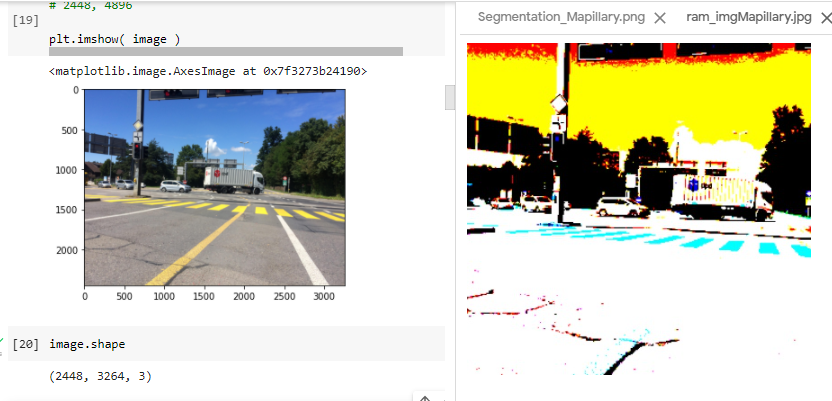 # 2448, 4896
[19]
plt.imshow( image )
<matplotlib.image.AxesImage at 0x7f3273b24190>
0
500
1000
1500
2000
0 500 1000 1500 2000 2500 3000
[20] image.shape
(2448, 3264, 3)
Segmentation_Mapillary.png
ram_imgMapillary.jpg